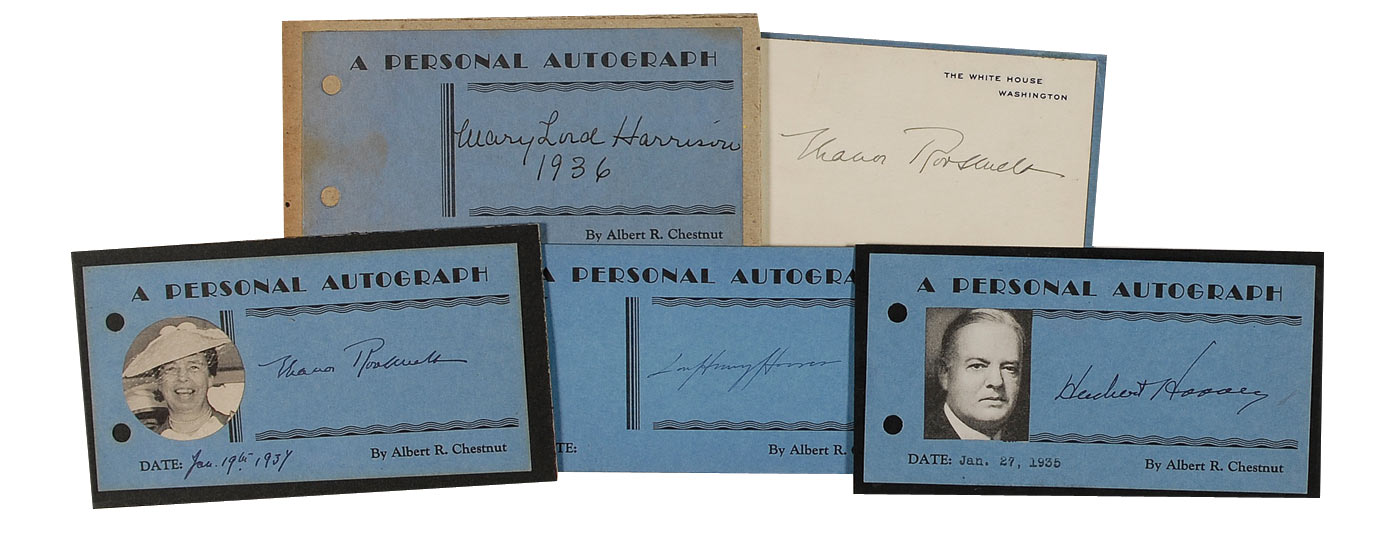 A PERSONAL AUTOGRAPH
Mary Lord Harrison
1936
By Albert R. Chestnut
THE WHITE HOUSE
WASHINGTON
Eleanor Roosevelt
A PERSONAL AUTOGRAPH
Eleanor Roosevelt
DATE: Jan. 19th 1937
By Albert R. Chestnut
A PERSONAL AUTOGRA
Lou Henry Hoover
TE:
By Albert R. C
A PERSONAL AUTOGRAPH
Herbert Hoover
DATE: Jan. 27, 1935
By Albert R. Chestnut